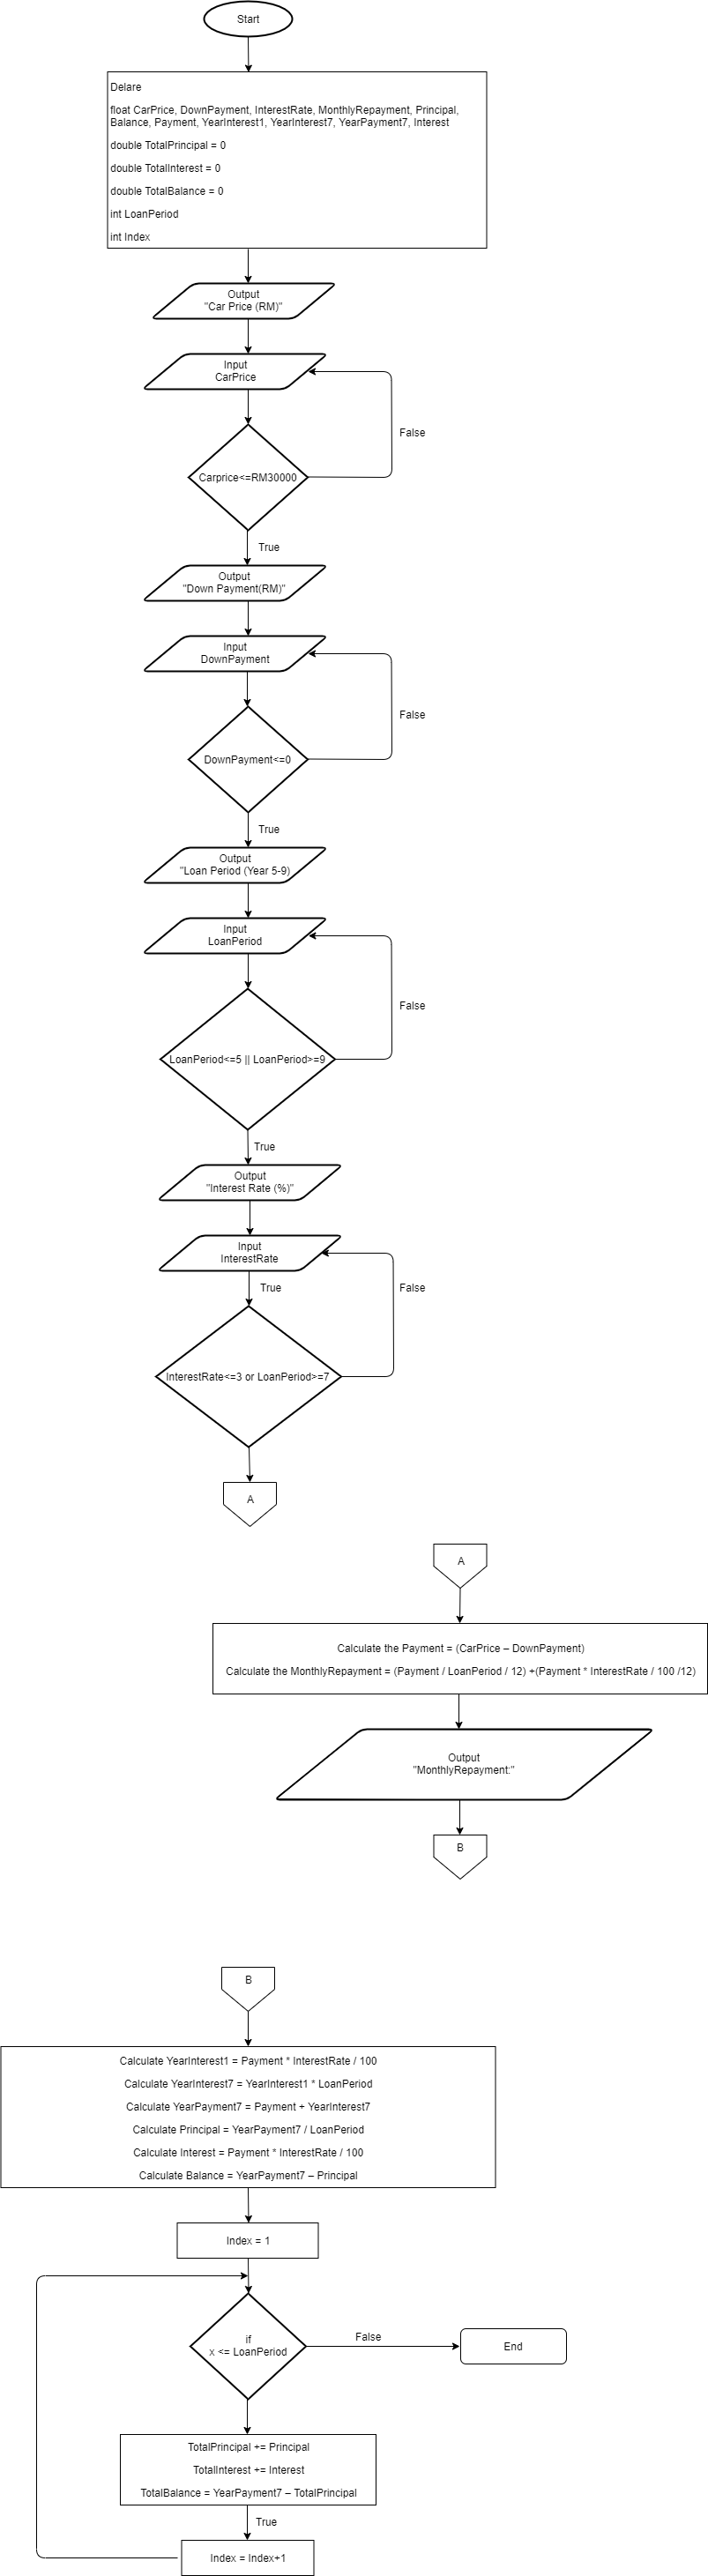 Start
Delare
float CarPrice, DownPayment, InterestRate, MonthlyRepayment, Principal,
Balance, Payment, YearInterest1, YearInterest7, YearPayment7, Interest
double TotalPrincipal = 0
double TotalInterest = 0
double TotalBalance = 0
int LoanPeriod
int Index
Output
"Car Price (RM)"
Input
CarPrice
False
Carprice<=RM30000
True
Output
"Down Payment(RM)"
Input
DownPayment
False
DownPayment<=0
True
Output
"Loan Period (Year 5-9)
Input
LoanPeriod
False
LoanPeriod<=5 || LoanPeriod>=9
True
Output
"Interest Rate (%)"
Input
InterestRate
True
False
InterestRate<=3 or LoanPeriod>=7
A
A
Calculate the Payment = (CarPrice – DownPayment)
Calculate the MonthlyRepayment = (Payment / LoanPeriod / 12) +(Payment * InterestRate / 100 /12)
Output
"MonthlyRepayment:"
B
B
Calculate YearInterest1 = Payment * InterestRate / 100
Calculate YearInterest7 = YearInterest1 * LoanPeriod
Calculate YearPayment7 = Payment + YearInterest7
Calculate Principal = YearPayment7 / LoanPeriod
Calculate Interest = Payment * InterestRate / 100
Calculate Balance = YearPayment7 – Principal
Index = 1
if
x <= LoanPeriod
False
End
TotalPrincipal += Principal
TotalInterest += Interest
TotalBalance = YearPayment7 – TotalPrincipal
True
Index = Index+1